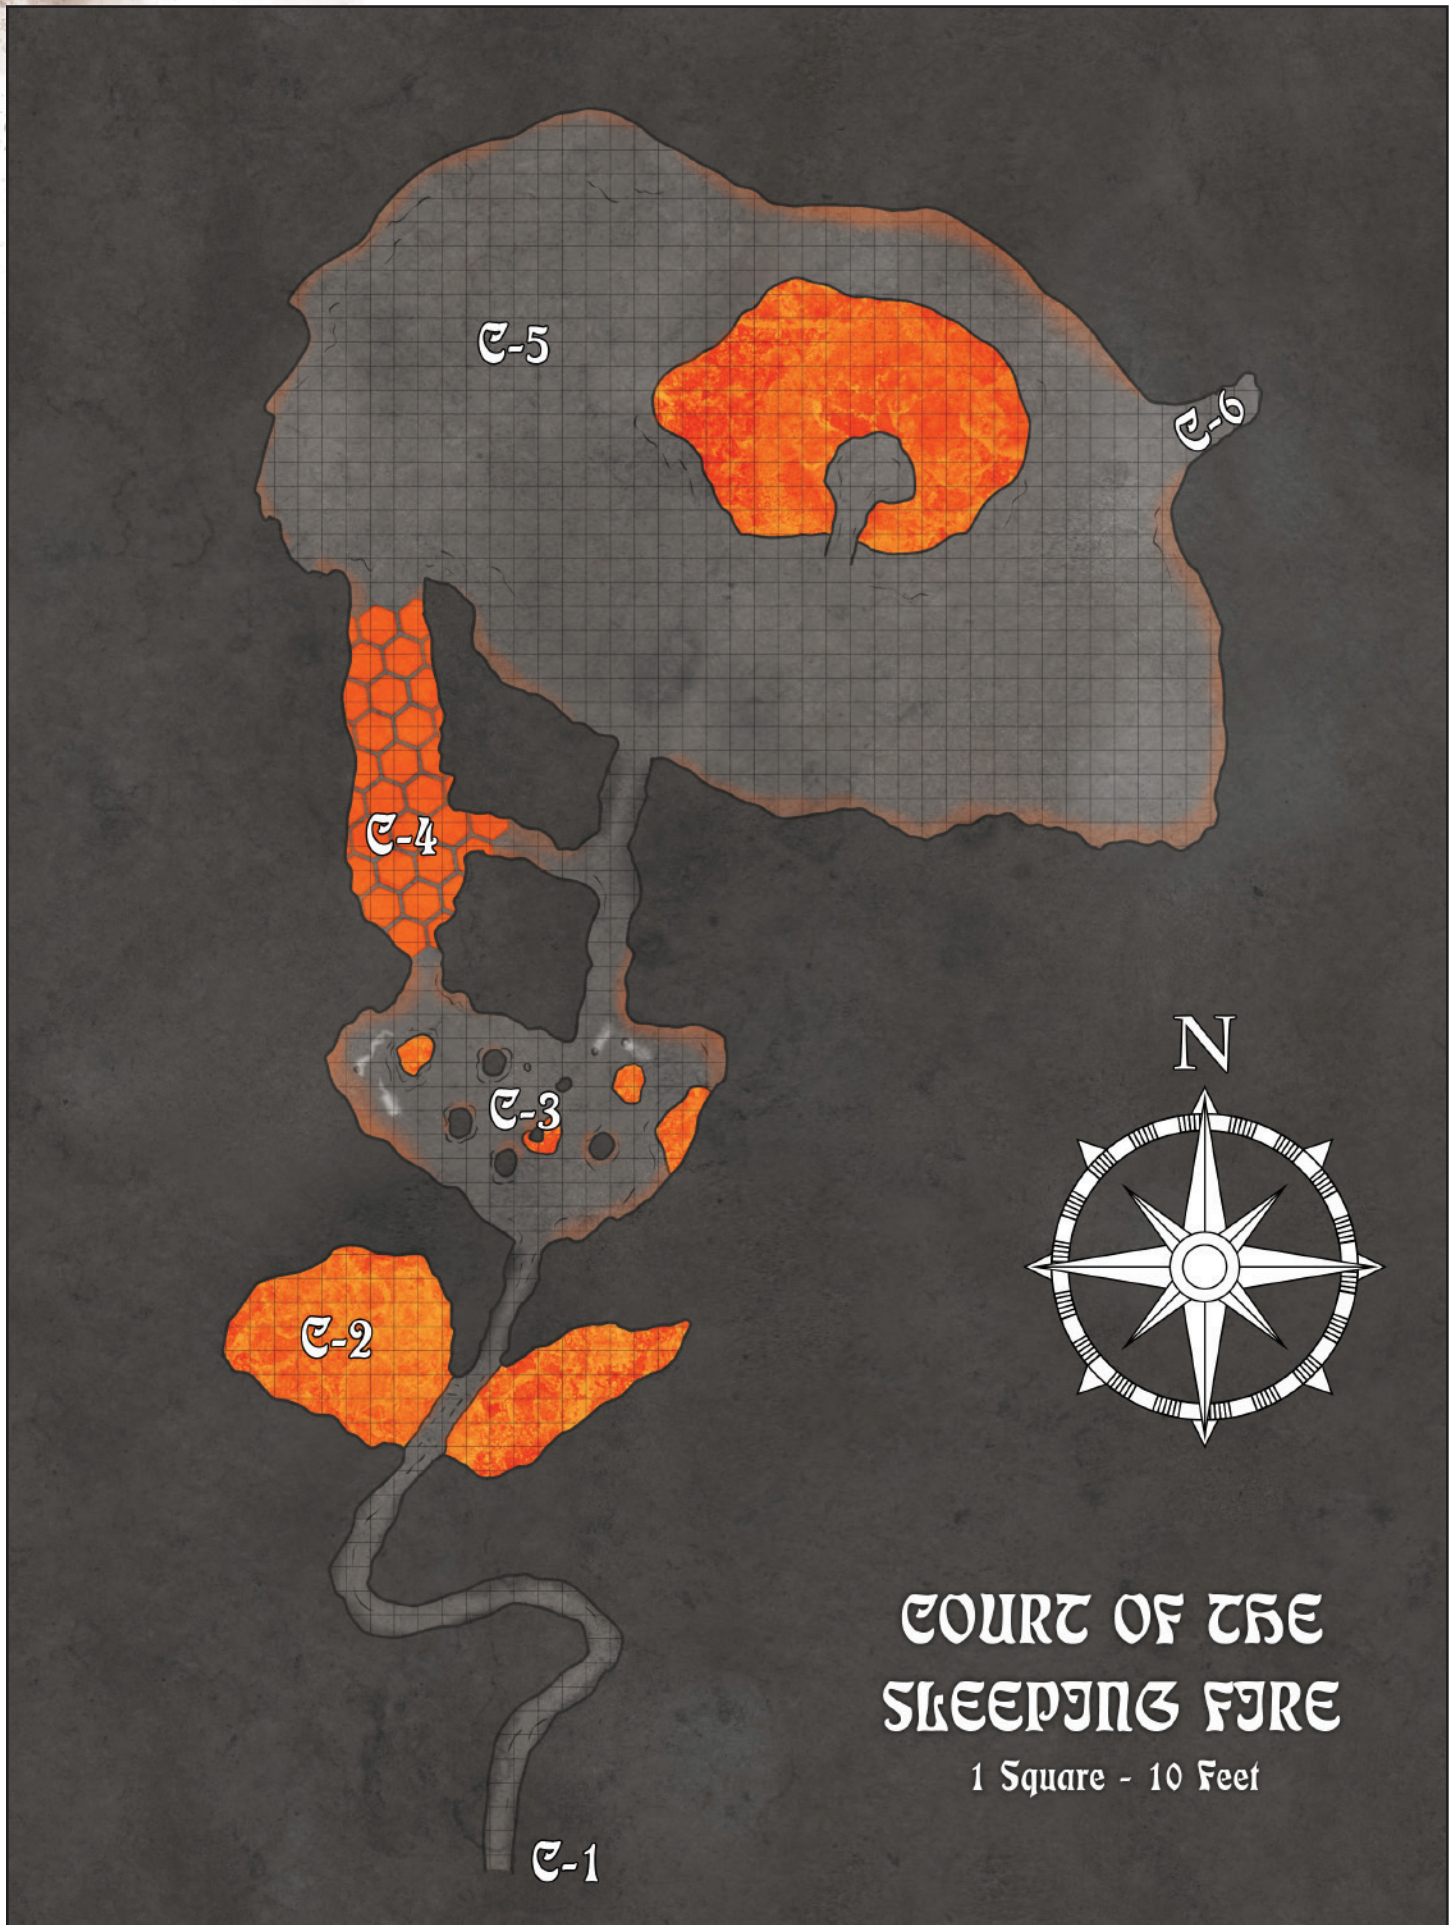 C-5
C-6
C-4
N
C-3
C-2
COURT OF THE
SLEEPING FIRE
1 Square - 10 Feet
C-1